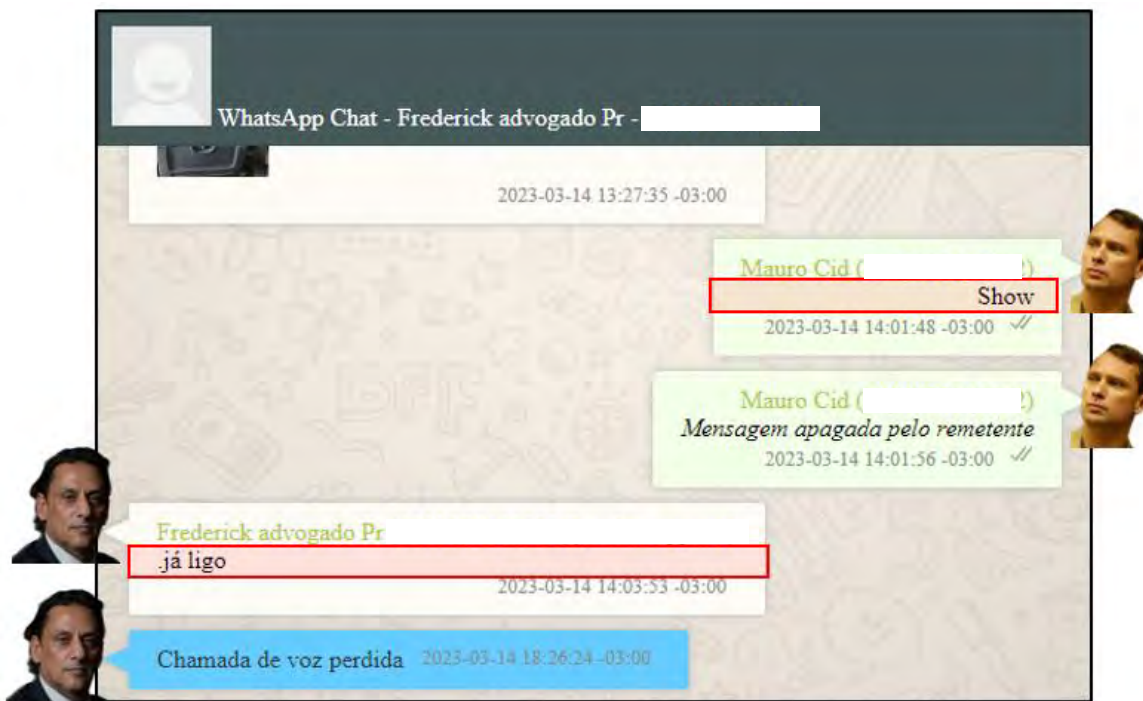 WhatsApp Chat - Frederick advogado Pr -
2023-03-14 13:27:35 -03:00
Mauro Cid (              2)
Show
2023-03-14 14:01:48 -03:00
Mauro Cid (              2)
Mensagem apagada pelo remetente
2023-03-14 14:01:56 -03:00
Frederick advogado Pr
.já ligo
2023-03-14 14:03:53 -03:00
Chamada de voz perdida 2023-03-14 18:26:24 -03:00